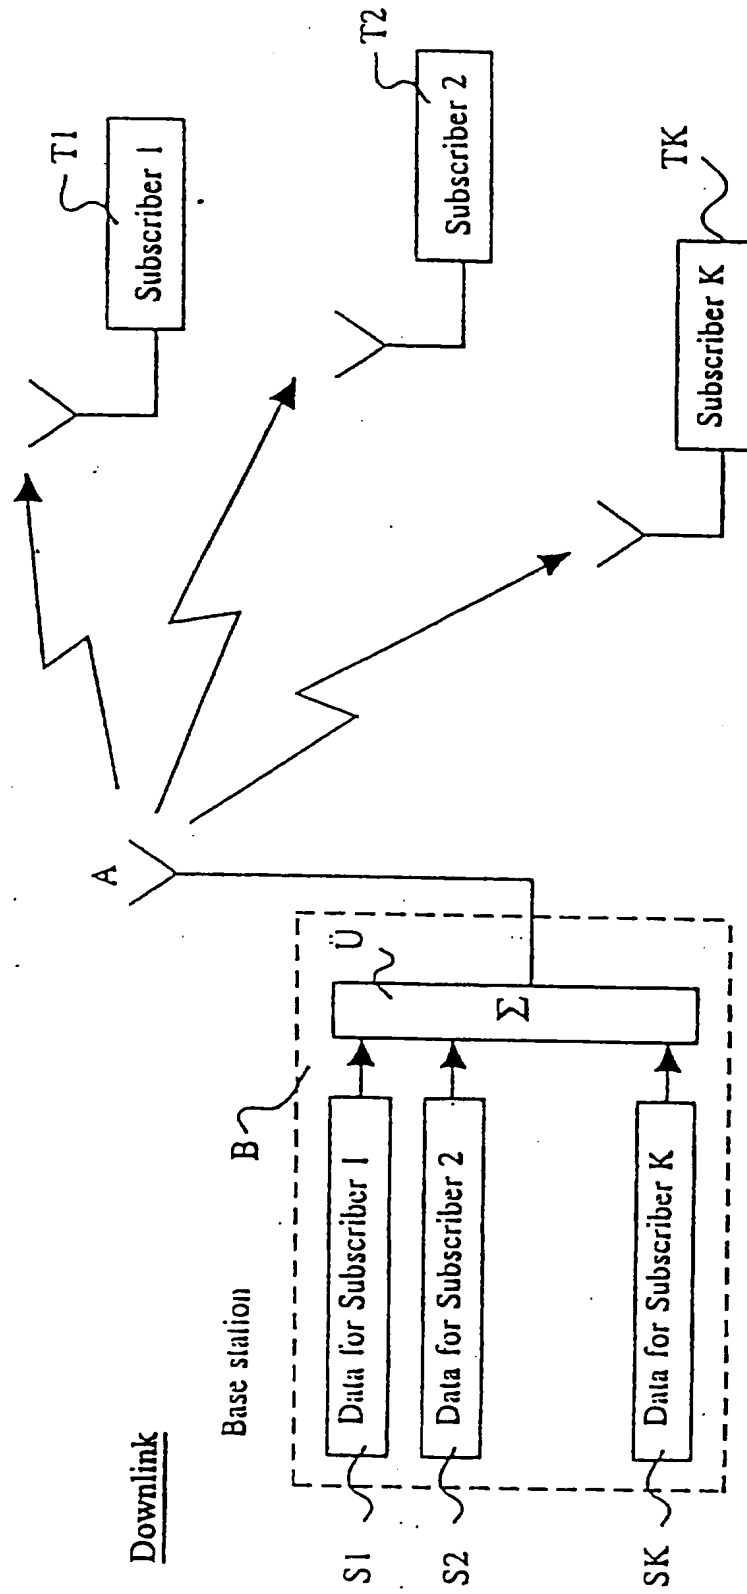 Downlink
Base station
B
A
Ü
Σ
S1
Data for Subscriber 1
S2
Data for Subscriber 2
SK
Data for Subscriber K
T1
Subscriber 1
T2
Subscriber 2
TK
Subscriber K